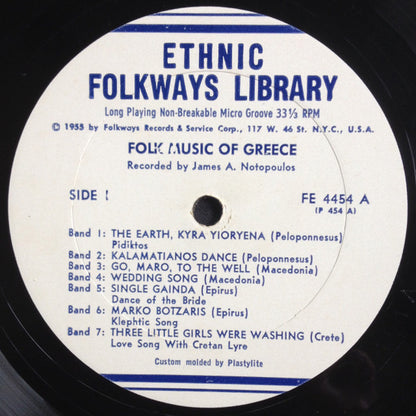 ETHNIC
FOLKWAYS LIBRARY
Long Playing Non-Breakable Micro Groove 33⅓ RPM
© 1955 by Folkways Records & Service Corp., 117 W. 46 St. N.Y.C., U.S.A.
FOLK MUSIC OF GREECE
Recorded by James A. Notopoulos
SIDE I FE 4454 A
(P 454 A)
Band 1: THE EARTH, KYRA YIORYENA (Peloponnesus)
Pidiktos
Band 2: KALAMATIANOS DANCE (Peloponnesus)
Band 3: GO, MARO, TO THE WELL (Macedonia)
Band 4: WEDDING SONG (Macedonia)
Band 5: SINGLE GAINDA (Epirus)
Dance of the Bride
Band 6: MARKO BOTZARIS (Epirus)
Klephtic Song
Band 7: THREE LITTLE GIRLS WERE WASHING (Crete)
Love Song With Cretan Lyre
Custom molded by Plastylite